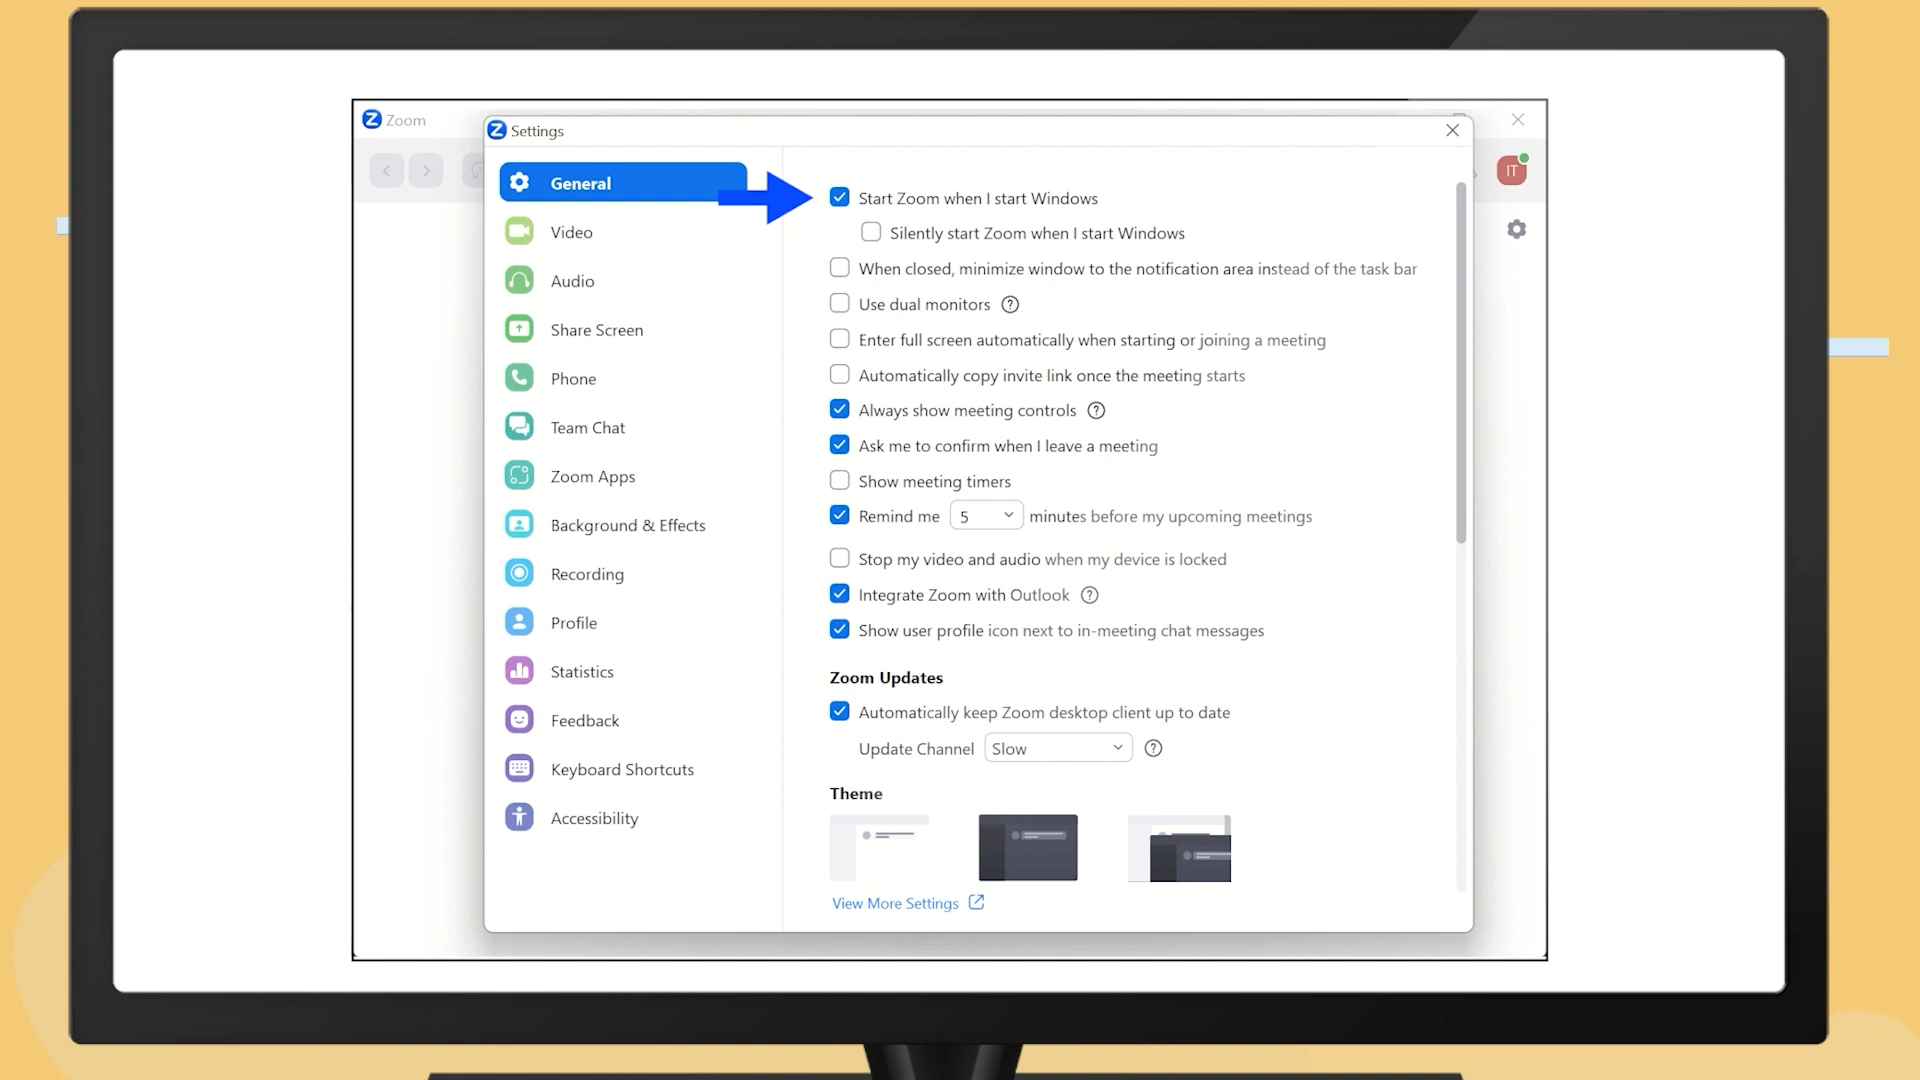 Zoom
Settings
IT
General
Video
Audio
Share Screen
Phone
Team Chat
Zoom Apps
Background & Effects
Recording
Profile
Statistics
Feedback
Keyboard Shortcuts
Accessibility
Start Zoom when I start Windows
Silently start Zoom when I start Windows
When closed, minimize window to the notification area instead of the task bar
Use dual monitors ?
Enter full screen automatically when starting or joining a meeting
Automatically copy invite link once the meeting starts
Always show meeting controls ?
Ask me to confirm when I leave a meeting
Show meeting timers
Remind me 5 minutes before my upcoming meetings
Stop my video and audio when my device is locked
Integrate Zoom with Outlook ?
Show user profile icon next to in-meeting chat messages
Zoom Updates
Automatically keep Zoom desktop client up to date
Update Channel Slow ?
Theme
View More Settings